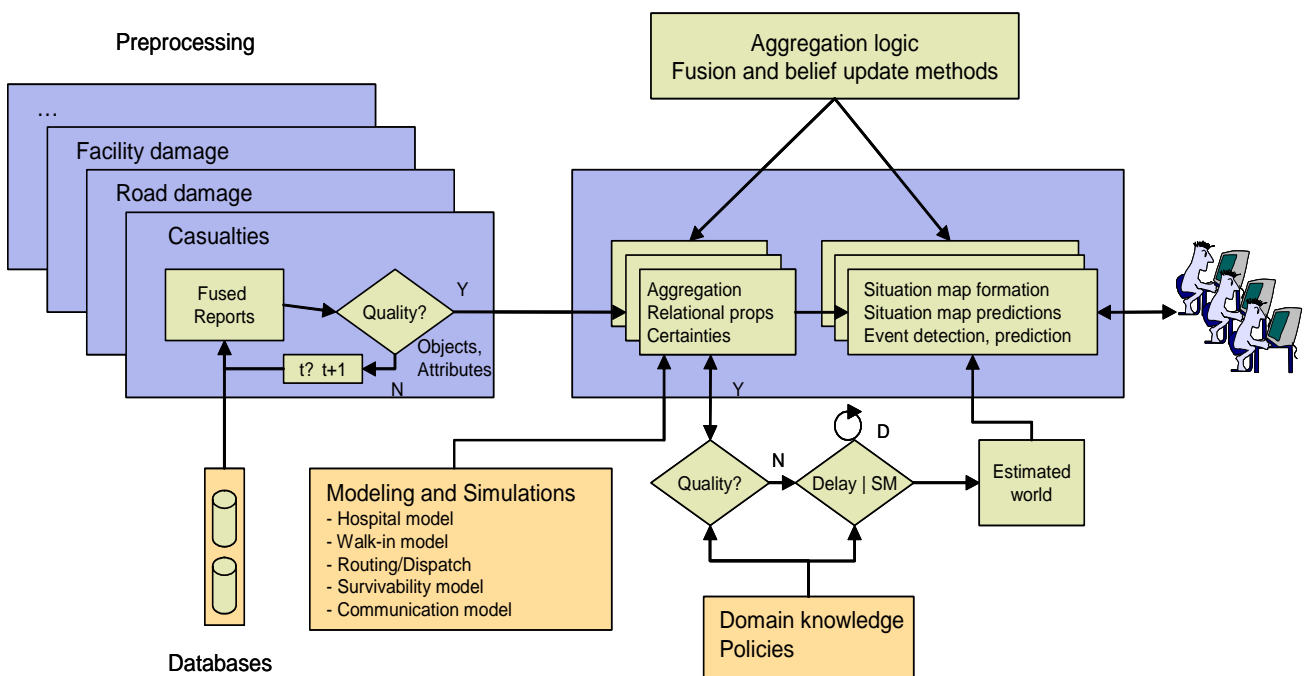 Preprocessing
Aggregation logic
Fusion and belief update methods
…
Facility damage
Road damage
Casualties
Fused
Reports
Quality?
Y
Objects,
Attributes
t? t+1
N
Aggregation
Relational props
Certainties
Situation map formation
Situation map predictions
Event detection, prediction
Y
Quality?
N
Delay | SM
D
Estimated
world
Modeling and Simulations
- Hospital model
- Walk-in model
- Routing/Dispatch
- Survivability model
- Communication model
Domain knowledge
Policies
Databases